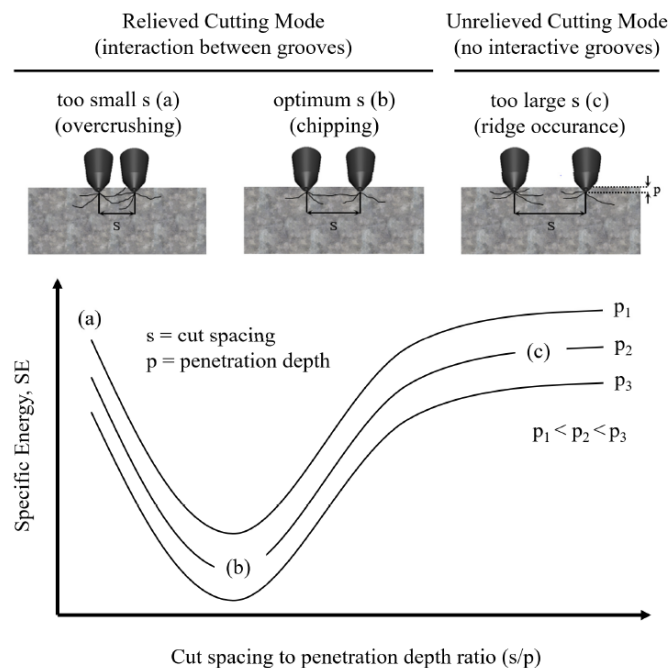 Relieved Cutting Mode
(interaction between grooves)
Unrelieved Cutting Mode
(no interactive grooves)
too small s (a)
(overcrushing)
optimum s (b)
(chipping)
too large s (c)
(ridge occurance)
s
s
s
p
(a)
s = cut spacing
p = penetration depth
p₁
(c)
p₂
p₃
p₁ < p₂ < p₃
(b)
Specific Energy, SE
Cut spacing to penetration depth ratio (s/p)